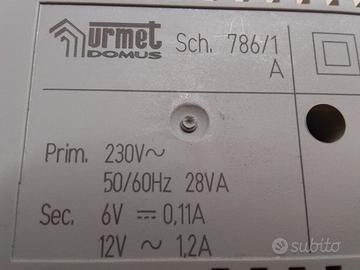 urmet
DOMUS
Sch. 786/1
A
Prim. 230V~
50/60Hz 28VA
Sec. 6V ⎓ 0,11A
12V ~ 1,2A
subito